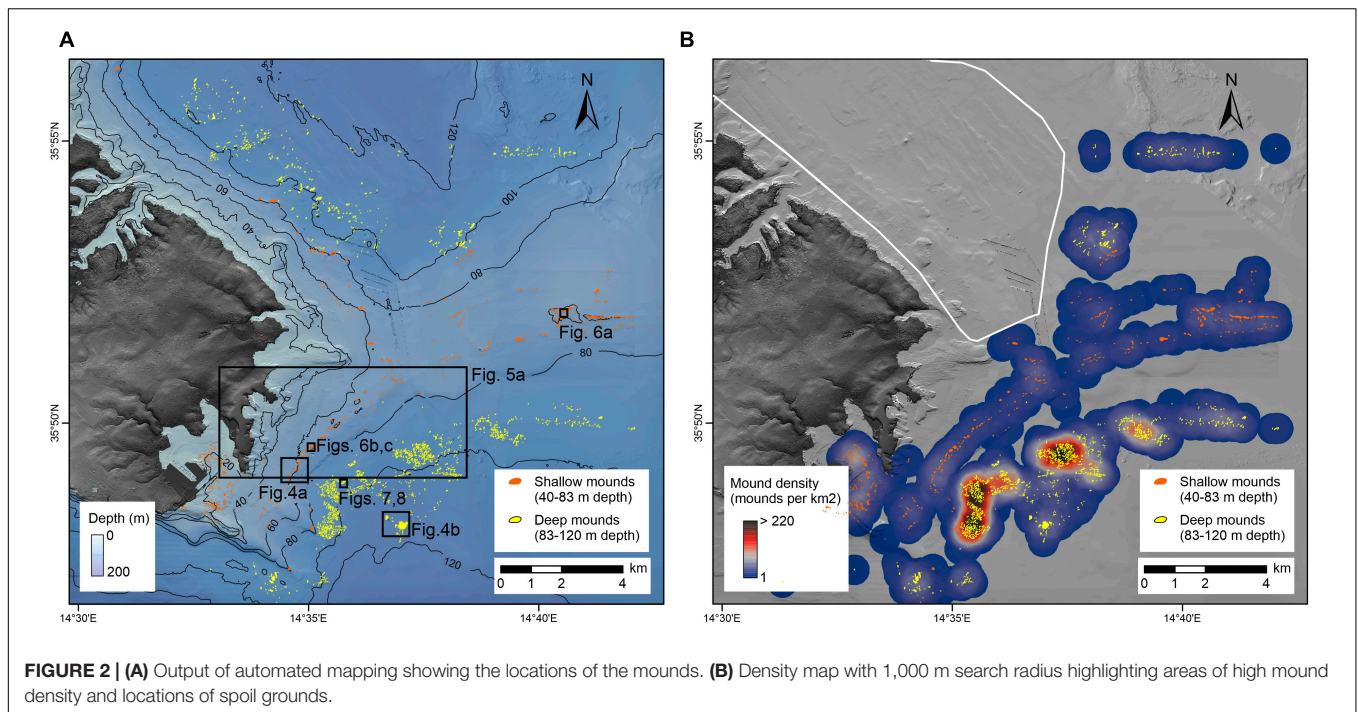 A
B
N
N
35°55'N
35°50'N
35°55'N
35°50'N
120
100
80
60
40
80
20
40
60
80
120
Fig. 6a
Fig. 5a
Figs. 6b,c
Fig.4a
Figs. 7,8
Fig.4b
Depth (m)
0
200
Shallow mounds
(40-83 m depth)
Deep mounds
(83-120 m depth)
km
0 1 2 4
14°30'E
14°35'E
14°40'E
Mound density
(mounds per km2)
> 220
1
Shallow mounds
(40-83 m depth)
Deep mounds
(83-120 m depth)
km
0 1 2 4
14°30'E
14°35'E
14°40'E
FIGURE 2 | (A) Output of automated mapping showing the locations of the mounds. (B) Density map with 1,000 m search radius highlighting areas of high mound
density and locations of spoil grounds.